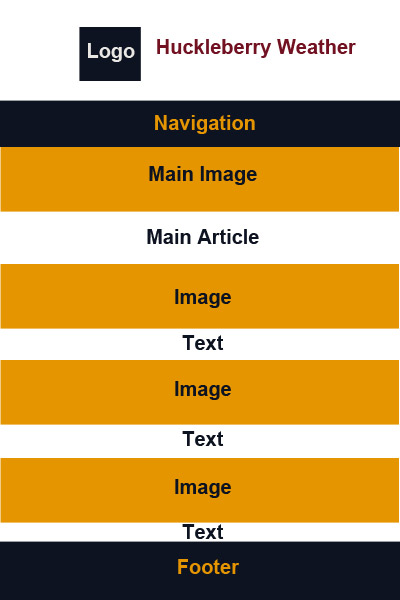 Logo
Huckleberry Weather
Navigation
Main Image
Main Article
Image
Text
Image
Text
Image
Text
Footer